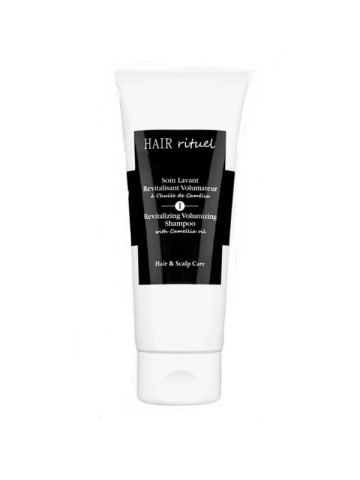 HAIR rituel
Soin Lavant
Revitalisant Volumateur
à l'huile de Camélia
1
Revitalizing Volumizing
Shampoo
with Camellia oil
Hair & Scalp Care